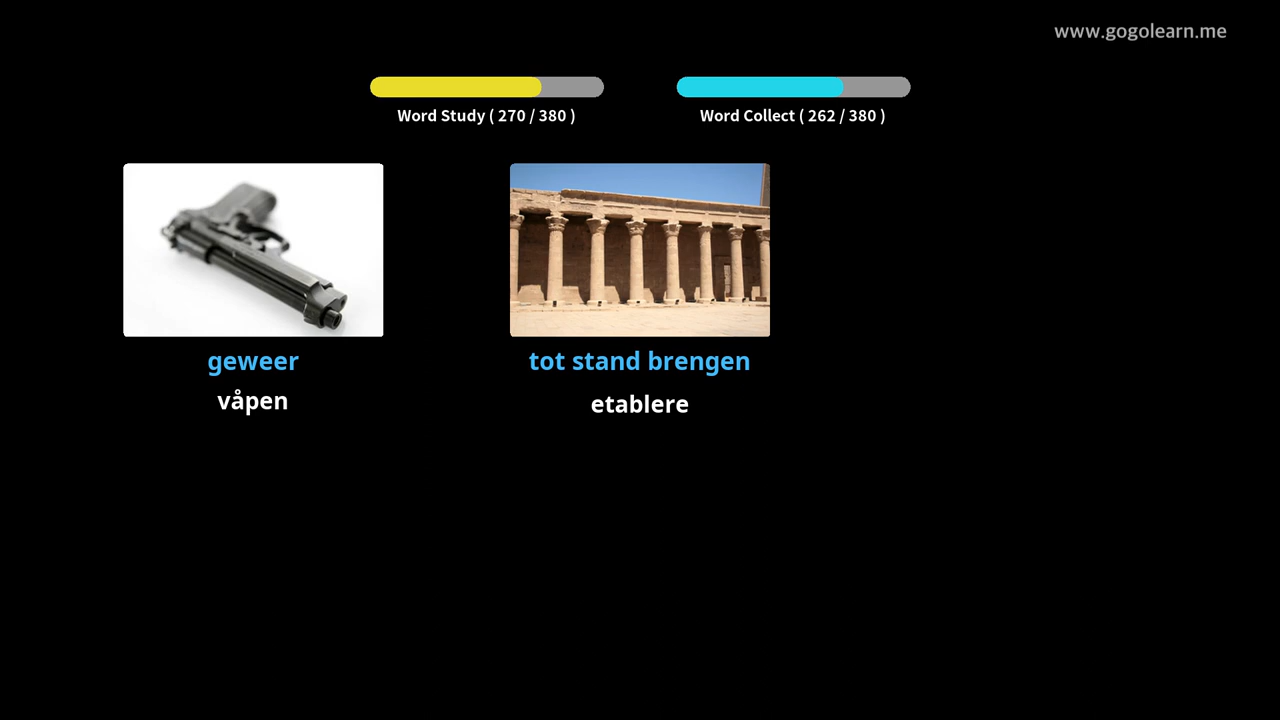 www.gogolearn.me
Word Study ( 270 / 380 )
Word Collect ( 262 / 380 )
geweer
våpen
tot stand brengen
etablere